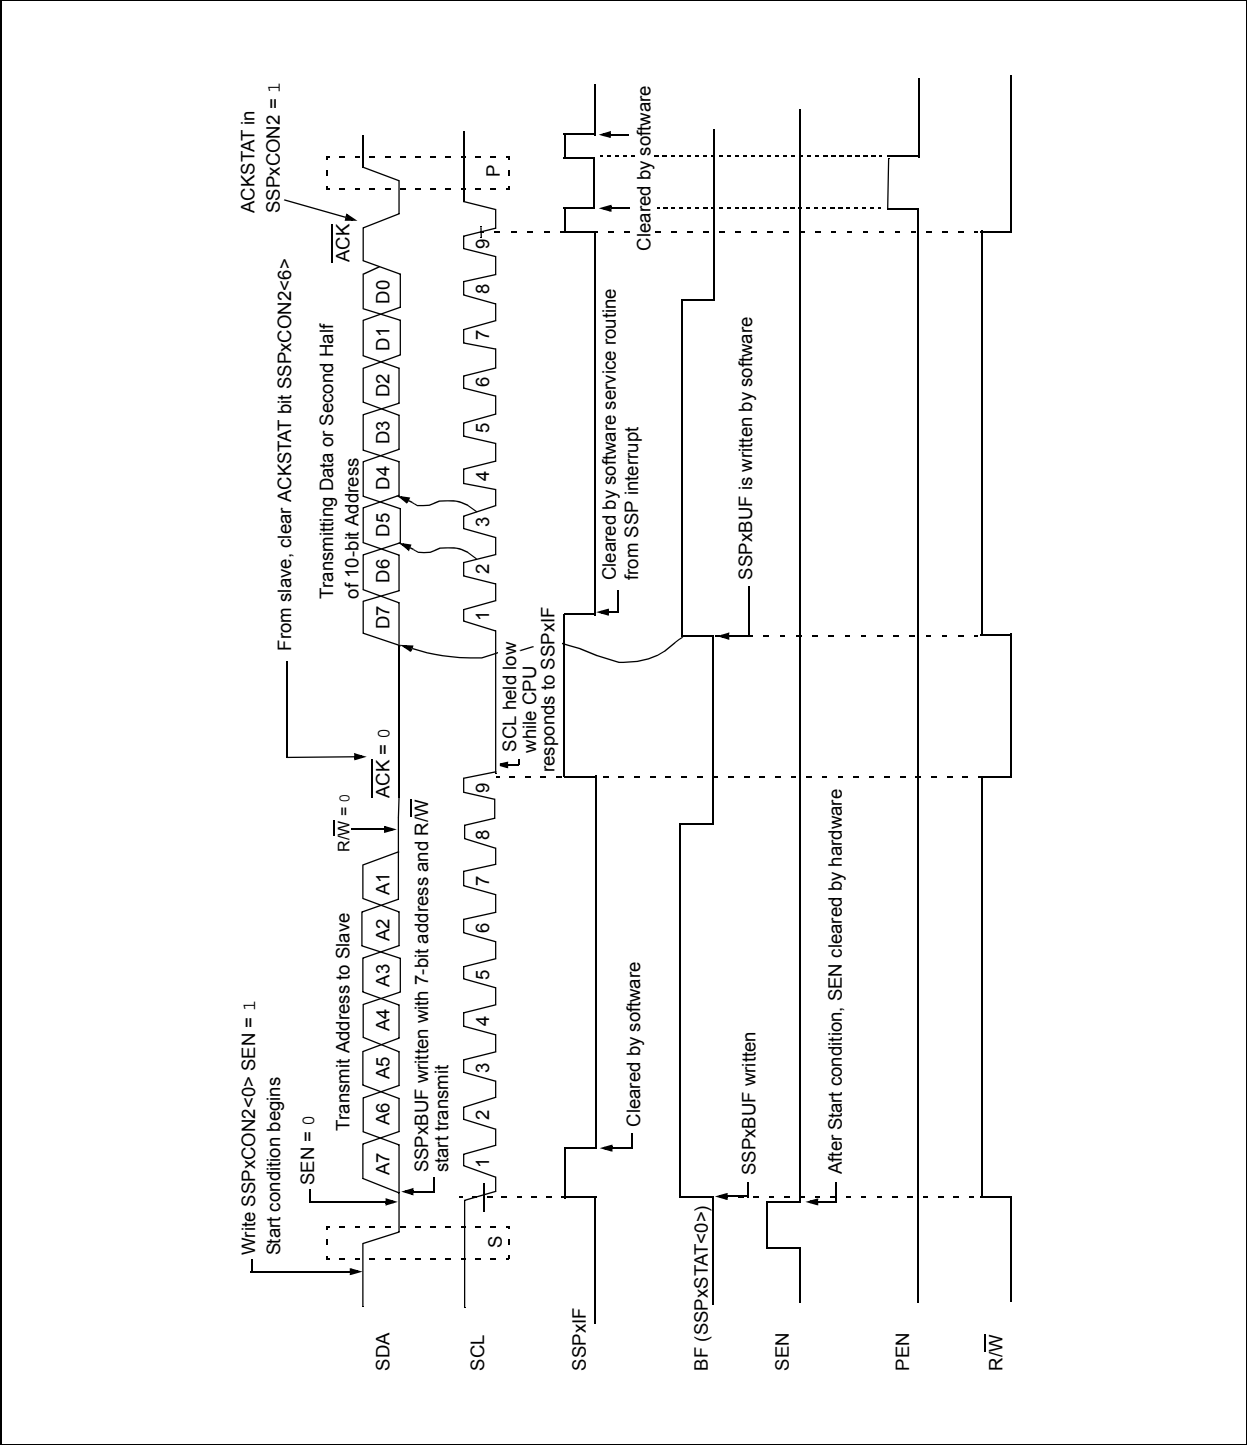 Write SSPxCON2<0> SEN = 1
Start condition begins
SEN = 0
From slave, clear ACKSTAT bit SSPxCON2<6>
ACKSTAT in
SSPxCON2 = 1
Transmit Address to Slave
R/W = 0
ACK = 0
Transmitting Data or Second Half
of 10-bit Address
ACK
SDA
A7 A6 A5 A4 A3 A2 A1
D7 D6 D5 D4 D3 D2 D1 D0
SSPxBUF written with 7-bit address and R/W
start transmit
SCL
S
1 2 3 4 5 6 7 8 9
1 2 3 4 5 6 7 8 9
P
SCL held low
while CPU
responds to SSPxIF
SSPxIF
Cleared by software
Cleared by software service routine
from SSP interrupt
Cleared by software
BF (SSPxSTAT<0>)
SSPxBUF written
SSPxBUF is written by software
SEN
After Start condition, SEN cleared by hardware
PEN
R/W